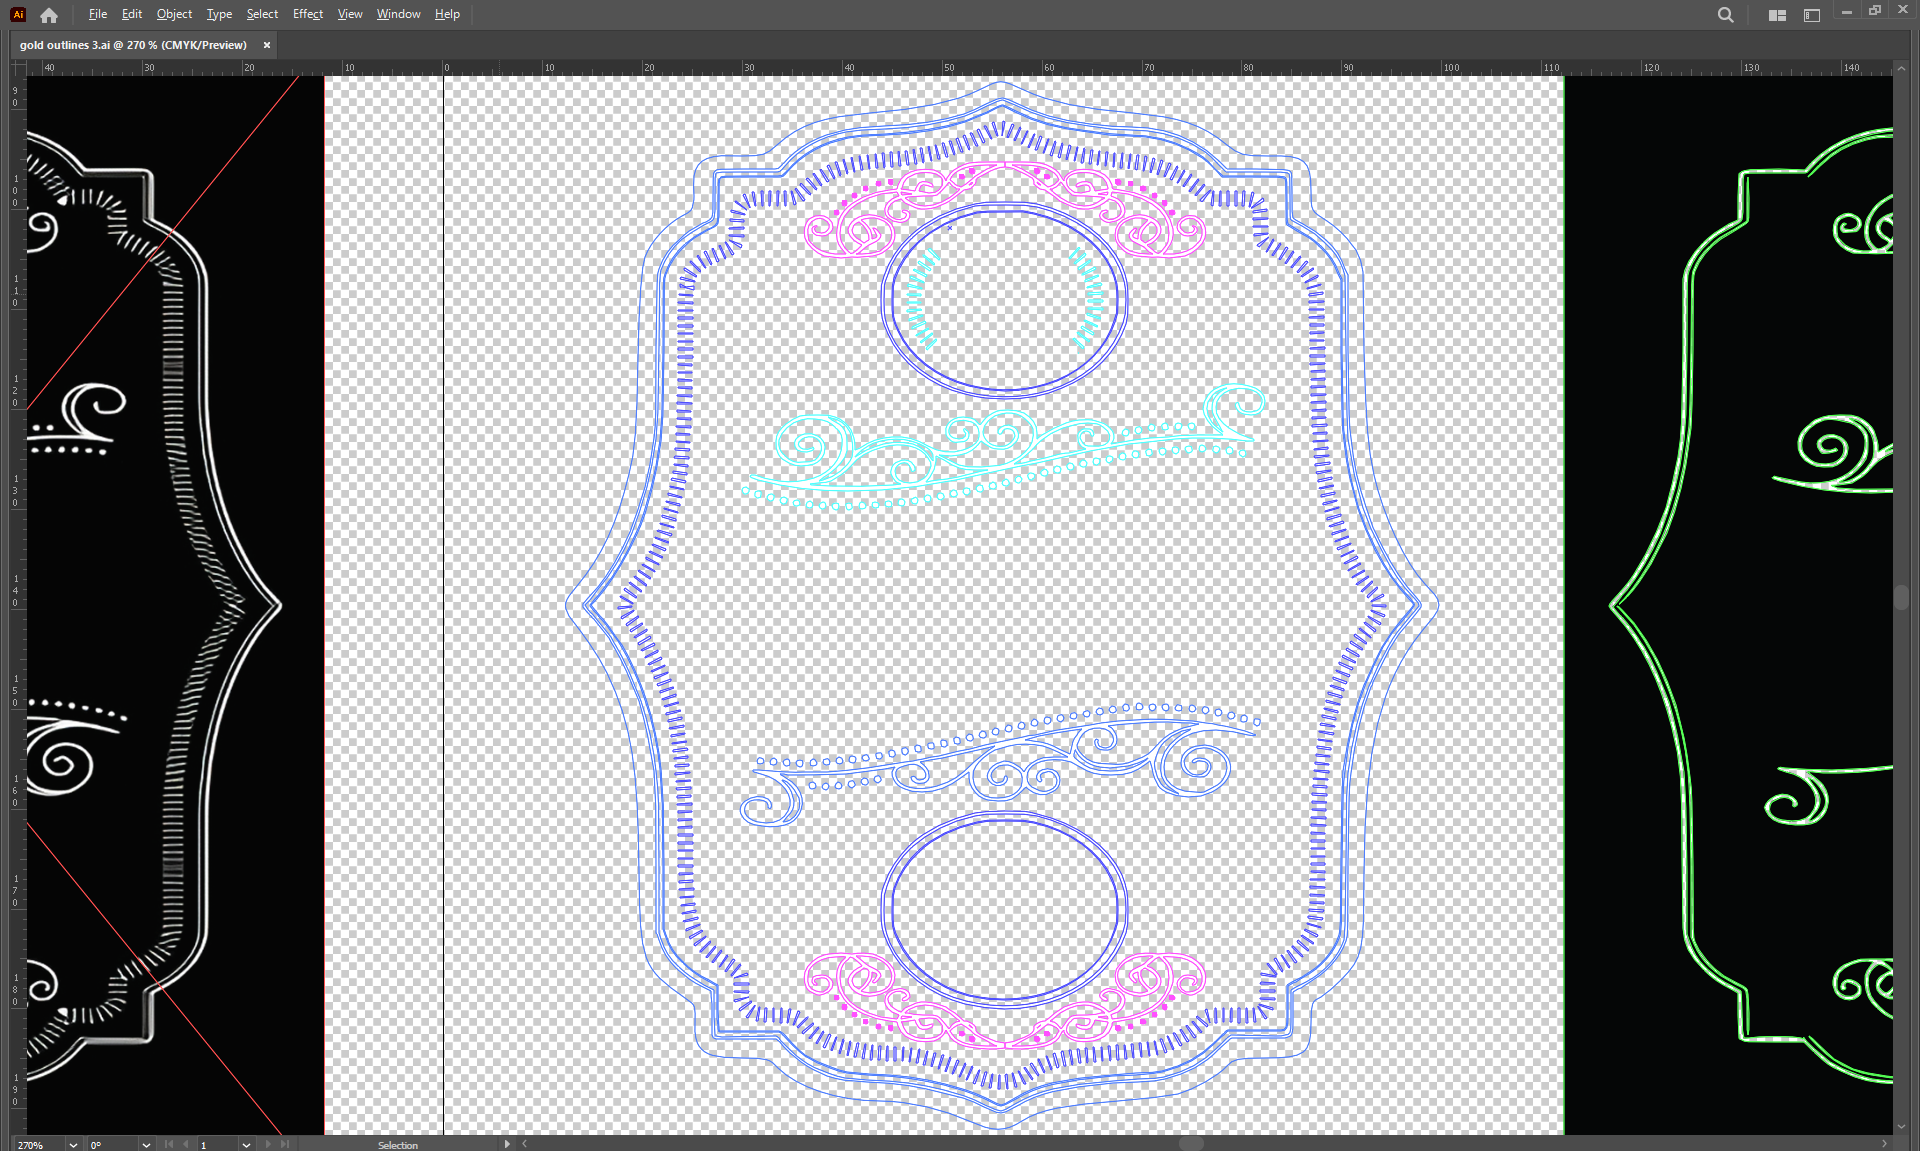 Ai File Edit Object Type Select Effect View Window Help
gold outlines 3.ai @ 270 % (CMYK/Preview) ×
40 30 20 10 0 10 20 30 40 50 60 70 80 90 100 110 120 130 140
90
100
110
120
130
140
150
160
170
180
190
270% 0° 1 Selection